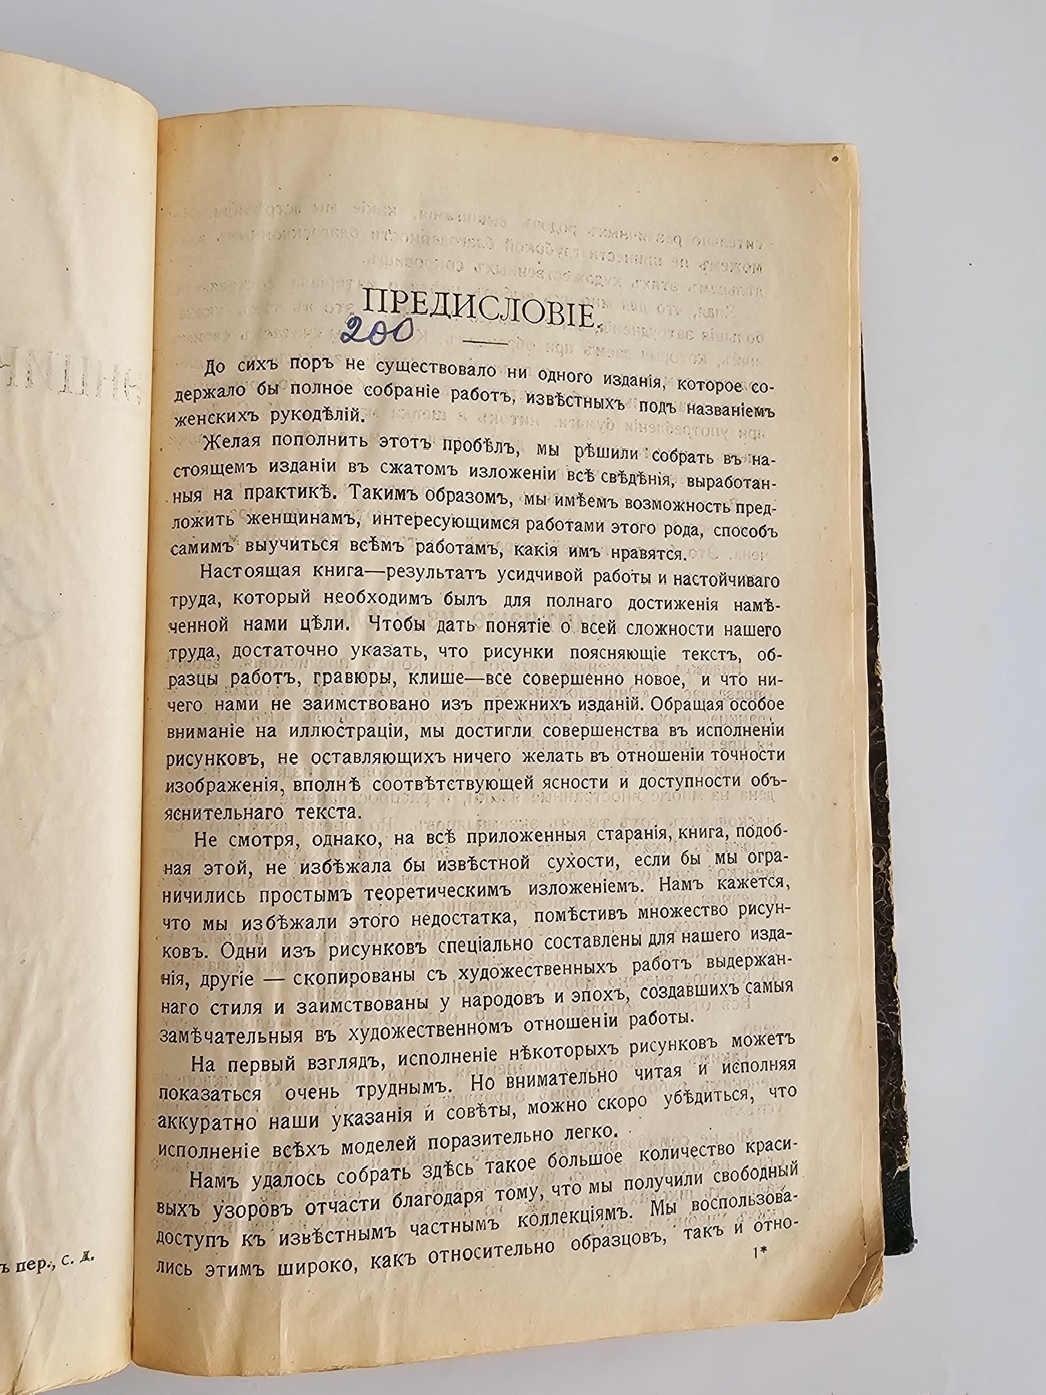 ПРЕДИСЛОВІЕ.
200
До сихъ поръ не существовало ни одного изданія, которое со-
держало бы полное собраніе работъ, извѣстныхъ подъ названіемъ
женскихъ рукодѣлій.
Желая пополнить этотъ пробѣлъ, мы рѣшили собрать въ на-
стоящемъ изданіи въ сжатомъ изложеніи всѣ свѣдѣнія, выработан-
ныя на практикѣ. Такимъ образомъ, мы имѣемъ возможность пред-
ложить женщинамъ, интересующимся работами этого рода, способъ
самимъ выучиться всѣмъ работамъ, какія имъ нравятся.
Настоящая книга—результатъ усидчивой работы и настойчиваго
труда, который необходимъ былъ для полнаго достиженія намѣ-
ченной нами цѣли. Чтобы дать понятіе о всей сложности нашего
труда, достаточно указать, что рисунки поясняющіе текстъ, об-
разцы работъ, гравюры, клише—все совершенно новое, и что ни-
чего нами не заимствовано изъ прежнихъ изданій. Обращая особое
вниманіе на иллюстраціи, мы достигли совершенства въ исполненіи
рисунковъ, не оставляющихъ ничего желать въ отношеніи точности
изображенія, вполнѣ соотвѣтствующей ясности и доступности объ-
яснительнаго текста.
Не смотря, однако, на всѣ приложенныя старанія, книга, подоб-
ная этой, не избѣжала бы извѣстной сухости, если бы мы огра-
ничились простымъ теоретическимъ изложеніемъ. Намъ кажется,
что мы избѣжали этого недостатка, помѣстивъ множество рисун-
ковъ. Одни изъ рисунковъ спеціально составлены для нашего изда-
нія, другіе — скопированы съ художественныхъ работъ выдержан-
наго стиля и заимствованы у народовъ и эпохъ, создавшихъ самыя
замѣчательныя въ художественномъ отношеніи работы.
На первый взглядъ, исполненіе нѣкоторыхъ рисунковъ можетъ
показаться очень труднымъ. Но внимательно читая и исполняя
аккуратно наши указанія и совѣты, можно скоро убѣдиться, что
исполненіе всѣхъ моделей поразительно легко.
Намъ удалось собрать здѣсь такое большое количество краси-
выхъ узоровъ отчасти благодаря тому, что мы получили свободный
доступъ къ извѣстнымъ частнымъ коллекціямъ. Мы воспользова-
лись этимъ широко, какъ относительно образцовъ, такъ и отно-
1*
ъ пер., с. д.